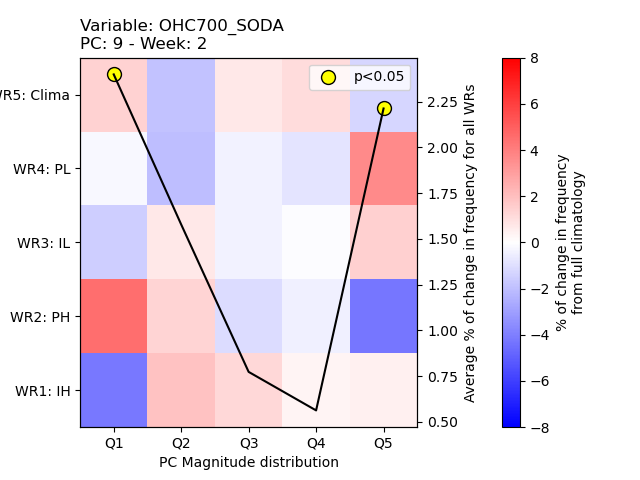 Variable: OHC700_SODA
PC: 9 - Week: 2
p<0.05
R5: Clima
WR4: PL
WR3: IL
WR2: PH
WR1: IH
Q1 Q2 Q3 Q4 Q5
PC Magnitude distribution
2.25
2.00
1.75
1.50
1.25
1.00
0.75
0.50
Average % of change in frequency for all WRs
8
6
4
2
0
−2
−4
−6
−8
% of change in frequency
from full climatology